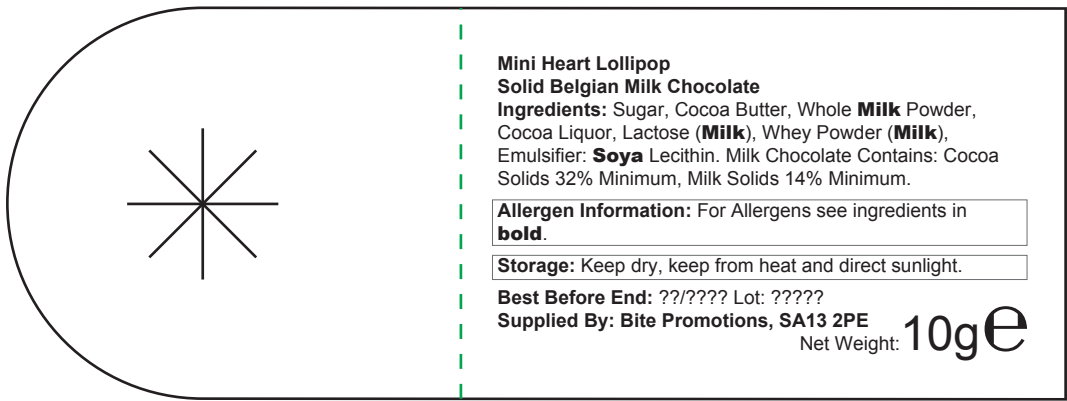 Mini Heart Lollipop
Solid Belgian Milk Chocolate
Ingredients: Sugar, Cocoa Butter, Whole Milk Powder,
Cocoa Liquor, Lactose (Milk), Whey Powder (Milk),
Emulsifier: Soya Lecithin. Milk Chocolate Contains: Cocoa
Solids 32% Minimum, Milk Solids 14% Minimum.
Allergen Information: For Allergens see ingredients in
bold.
Storage: Keep dry, keep from heat and direct sunlight.
Best Before End: ??/???? Lot: ?????
Supplied By: Bite Promotions, SA13 2PE
Net Weight: 10g℮